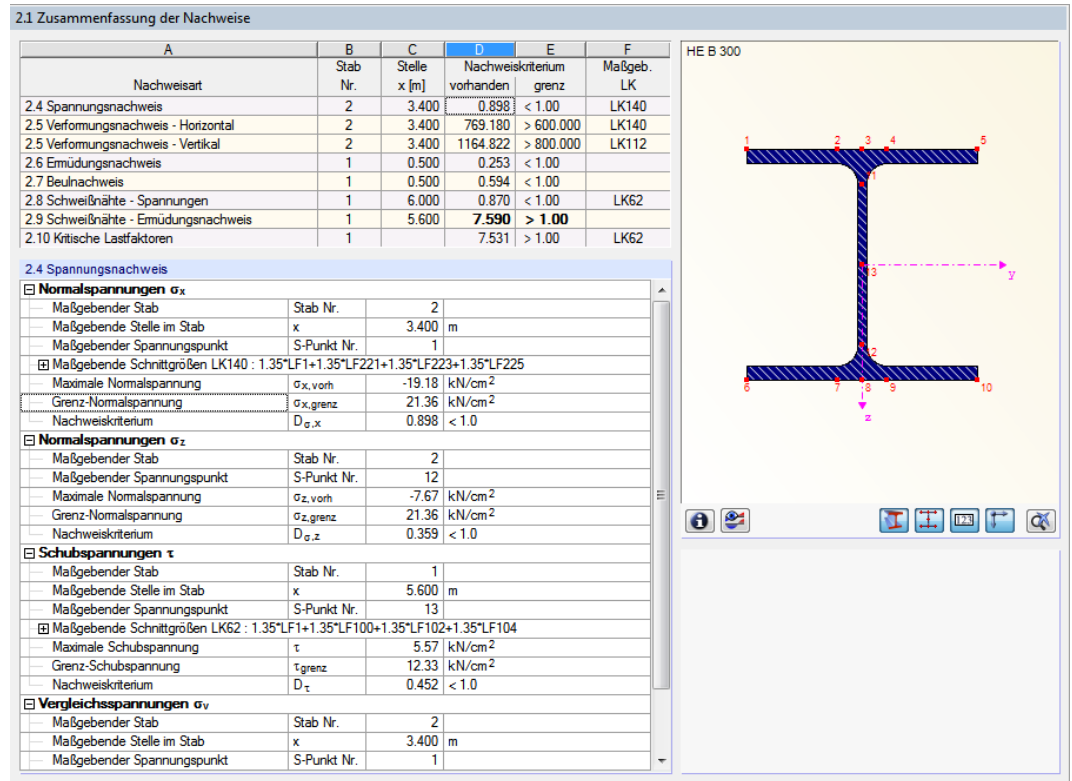 2.1 Zusammenfassung der Nachweise
A B C D E F
Stab Stelle Nachweiskriterium Maßgeb.
Nachweisart Nr. x [m] vorhanden grenz LK
2.4 Spannungsnachweis 2 3.400 0.898 < 1.00 LK140
2.5 Verformungsnachweis - Horizontal 2 3.400 769.180 > 600.000 LK140
2.5 Verformungsnachweis - Vertikal 2 3.400 1164.822 > 800.000 LK112
2.6 Ermüdungsnachweis 1 0.500 0.253 < 1.00
2.7 Beulnachweis 1 0.500 0.594 < 1.00
2.8 Schweißnähte - Spannungen 1 6.000 0.870 < 1.00 LK62
2.9 Schweißnähte - Ermüdungsnachweis 1 5.600 7.590 > 1.00
2.10 Kritische Lastfaktoren 1 7.531 > 1.00 LK62
2.4 Spannungsnachweis
Normalspannungen σx
Maßgebender Stab Stab Nr. 2
Maßgebende Stelle im Stab x 3.400 m
Maßgebender Spannungspunkt S-Punkt Nr. 1
Maßgebende Schnittgrößen LK140 : 1.35*LF1+1.35*LF221+1.35*LF223+1.35*LF225
Maximale Normalspannung σx,vorh -19.18 kN/cm²
Grenz-Normalspannung σx,grenz 21.36 kN/cm²
Nachweiskriterium Dσ,x 0.898 < 1.0
Normalspannungen σz
Maßgebender Stab Stab Nr. 2
Maßgebender Spannungspunkt S-Punkt Nr. 12
Maximale Normalspannung σz,vorh -7.67 kN/cm²
Grenz-Normalspannung σz,grenz 21.36 kN/cm²
Nachweiskriterium Dσ,z 0.359 < 1.0
Schubspannungen τ
Maßgebender Stab Stab Nr. 1
Maßgebende Stelle im Stab x 5.600 m
Maßgebender Spannungspunkt S-Punkt Nr. 13
Maßgebende Schnittgrößen LK62 : 1.35*LF1+1.35*LF100+1.35*LF102+1.35*LF104
Maximale Schubspannung τ 5.57 kN/cm²
Grenz-Schubspannung τgrenz 12.33 kN/cm²
Nachweiskriterium Dτ 0.452 < 1.0
Vergleichsspannungen σv
Maßgebender Stab Stab Nr. 2
Maßgebende Stelle im Stab x 3.400 m
Maßgebender Spannungspunkt S-Punkt Nr. 1
HE B 300
1 2 3 4 5
11
13
y
12
6 7 8 9 10
z
123